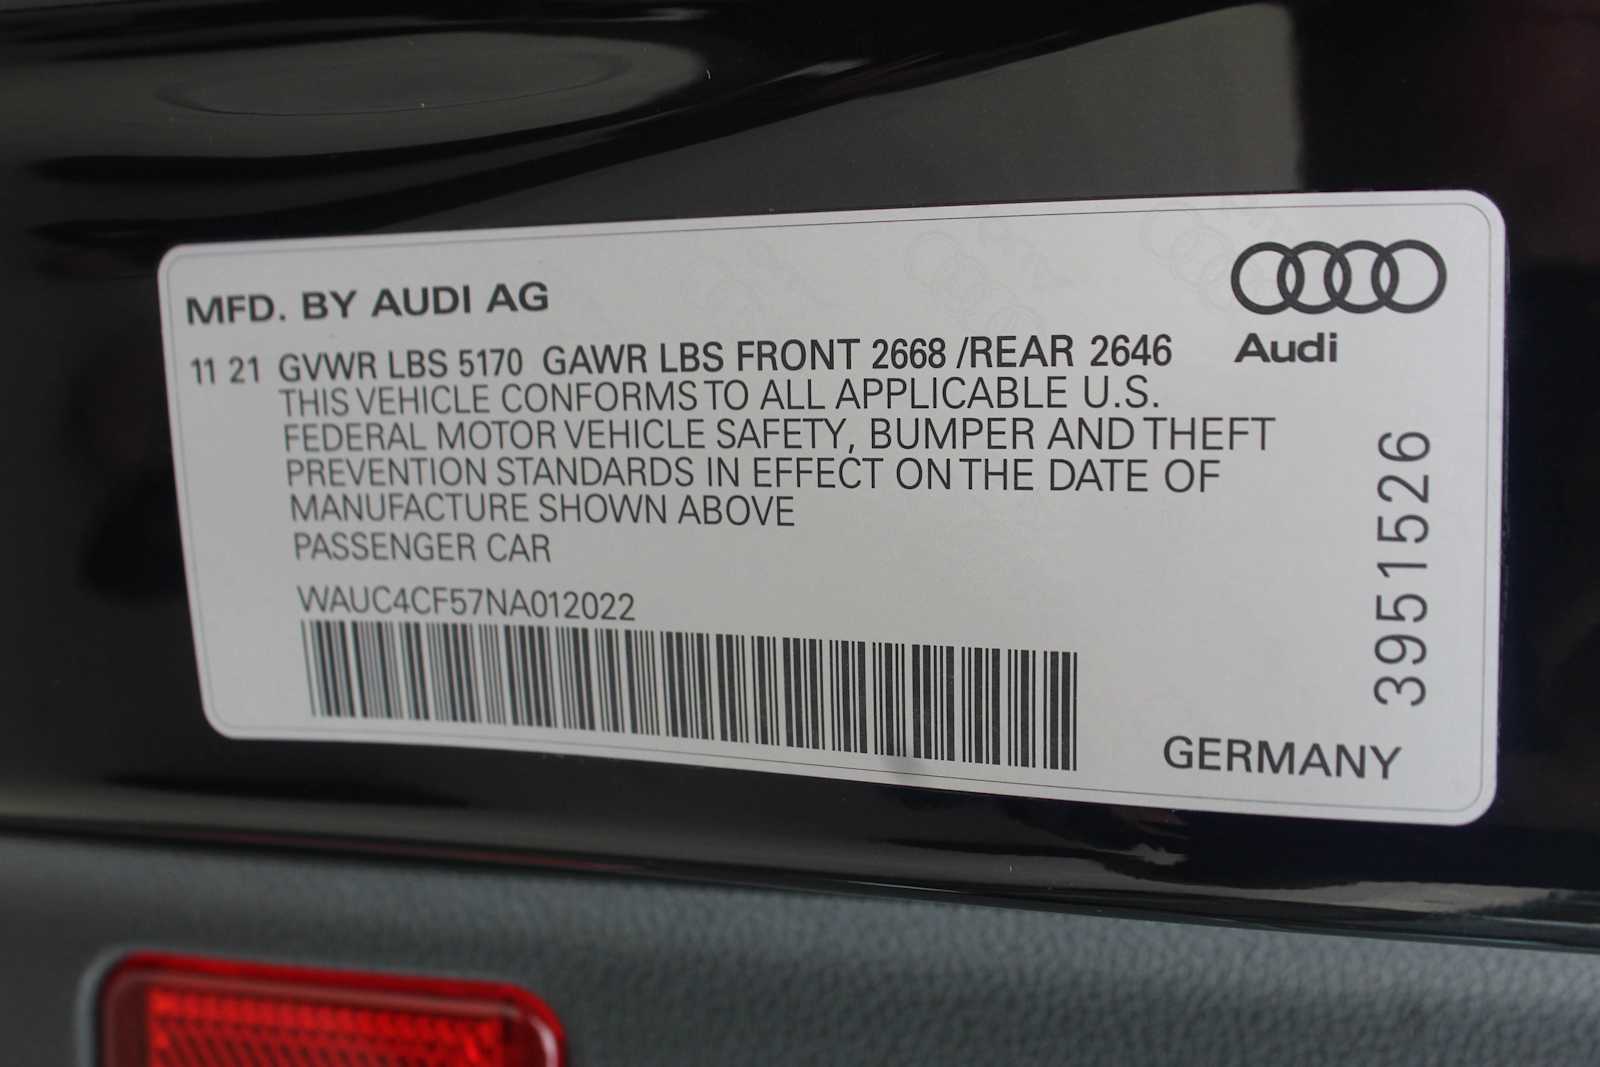 MFD. BY AUDI AG
Audi
11 21 GVWR LBS 5170 GAWR LBS FRONT 2668 /REAR 2646
THIS VEHICLE CONFORMS TO ALL APPLICABLE U.S.
FEDERAL MOTOR VEHICLE SAFETY, BUMPER AND THEFT
PREVENTION STANDARDS IN EFFECT ON THE DATE OF
MANUFACTURE SHOWN ABOVE
PASSENGER CAR
WAUC4CF57NA012022
3951526
GERMANY